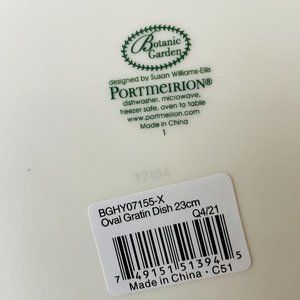 Botanic
Garden
designed by Susan Williams-Ellis
PORTMEIRION®
dishwasher, microwave,
freezer safe, oven to table
www.portmeirion.com
Made in China
1
Y2104
BGHY07155-X
Oval Gratin Dish 23cm
Q4/21
7 49151 51394 5
Made in China · C51